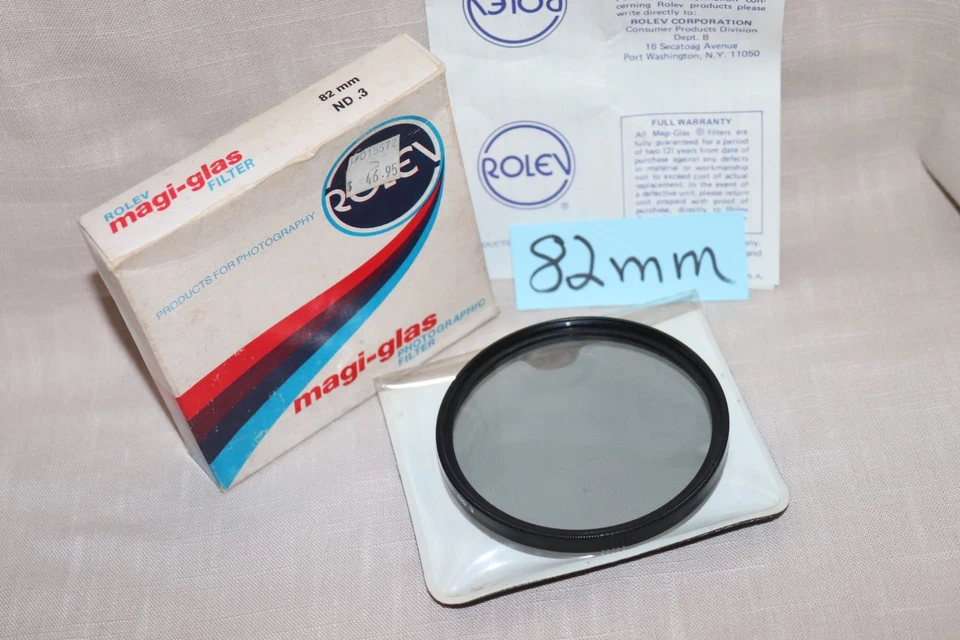 82 mm
ND .3
ROLEV
magi-glas
FILTER
ROLEV
$ 46.95
PRODUCTS FOR PHOTOGRAPHY
magi-glas
PHOTOGRAPHIC
FILTER
ROLEV
cerning Rolev products please
write directly to:
ROLEV CORPORATION
Consumer Products Division
Dept. B
16 Secatoag Avenue
Port Washington, N.Y. 11050
ROLEV
®
FULL WARRANTY
All Magi-Glas ® filters are
fully guaranteed for a period
of two (2) years from date of
purchase against any defects
in material or workmanship
not to exceed cost of actual
replacement. In the event of
a defective unit, please return
unit prepaid with proof of
purchase, directly to Rolev
82mm